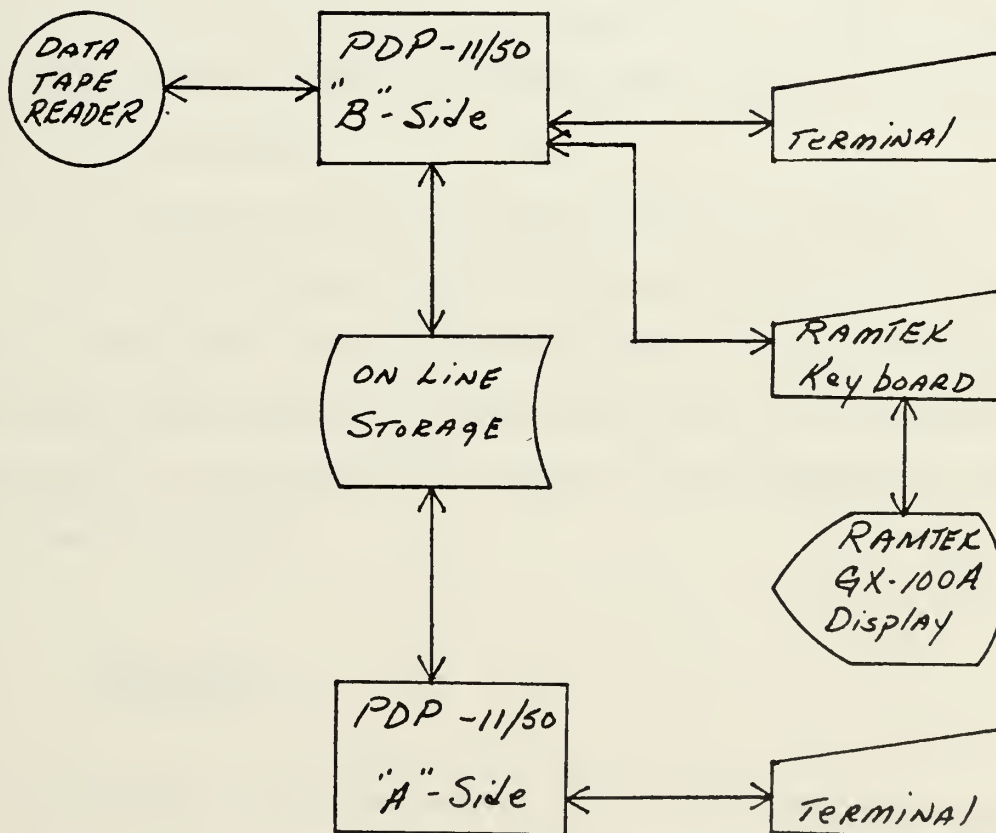 DATA
TAPE
READER
PDP-11/50
"B"-Side
TERMINAL
RAMTEK
Keyboard
ON LINE
STORAGE
RAMTEK
GX-100A
Display
PDP-11/50
"A"-Side
TERMINAL